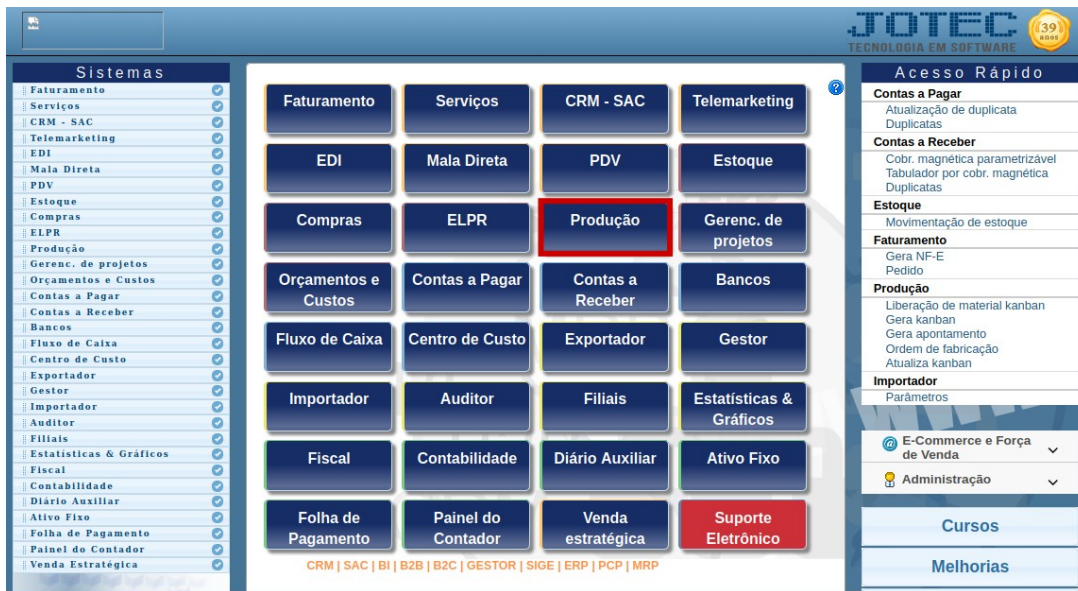 JOTEC
39
anos
TECNOLOGIA EM SOFTWARE
Sistemas
Faturamento
Serviços
CRM - SAC
Telemarketing
EDI
Mala Direta
PDV
Estoque
Compras
ELPR
Produção
Gerenc. de projetos
Orçamentos e Custos
Contas a Pagar
Contas a Receber
Bancos
Fluxo de Caixa
Centro de Custo
Exportador
Gestor
Importador
Auditor
Filiais
Estatísticas & Gráficos
Fiscal
Contabilidade
Diário Auxiliar
Ativo Fixo
Folha de Pagamento
Painel do Contador
Venda Estratégica
Faturamento
Serviços
CRM - SAC
Telemarketing
EDI
Mala Direta
PDV
Estoque
Compras
ELPR
Produção
Gerenc. de
projetos
Orçamentos e
Custos
Contas a Pagar
Contas a
Receber
Bancos
Fluxo de Caixa
Centro de Custo
Exportador
Gestor
Importador
Auditor
Filiais
Estatísticas &
Gráficos
Fiscal
Contabilidade
Diário Auxiliar
Ativo Fixo
Folha de
Pagamento
Painel do
Contador
Venda
estratégica
Suporte
Eletrônico
CRM | SAC | BI | B2B | B2C | GESTOR | SIGE | ERP | PCP | MRP
?
Acesso Rápido
Contas a Pagar
Atualização de duplicata
Duplicatas
Contas a Receber
Cobr. magnética parametrizável
Tabulador por cobr. magnética
Duplicatas
Estoque
Movimentação de estoque
Faturamento
Gera NF-E
Pedido
Produção
Liberação de material kanban
Gera kanban
Gera apontamento
Ordem de fabricação
Atualiza kanban
Importador
Parâmetros
@ E-Commerce e Força
de Venda
Administração
Cursos
Melhorias